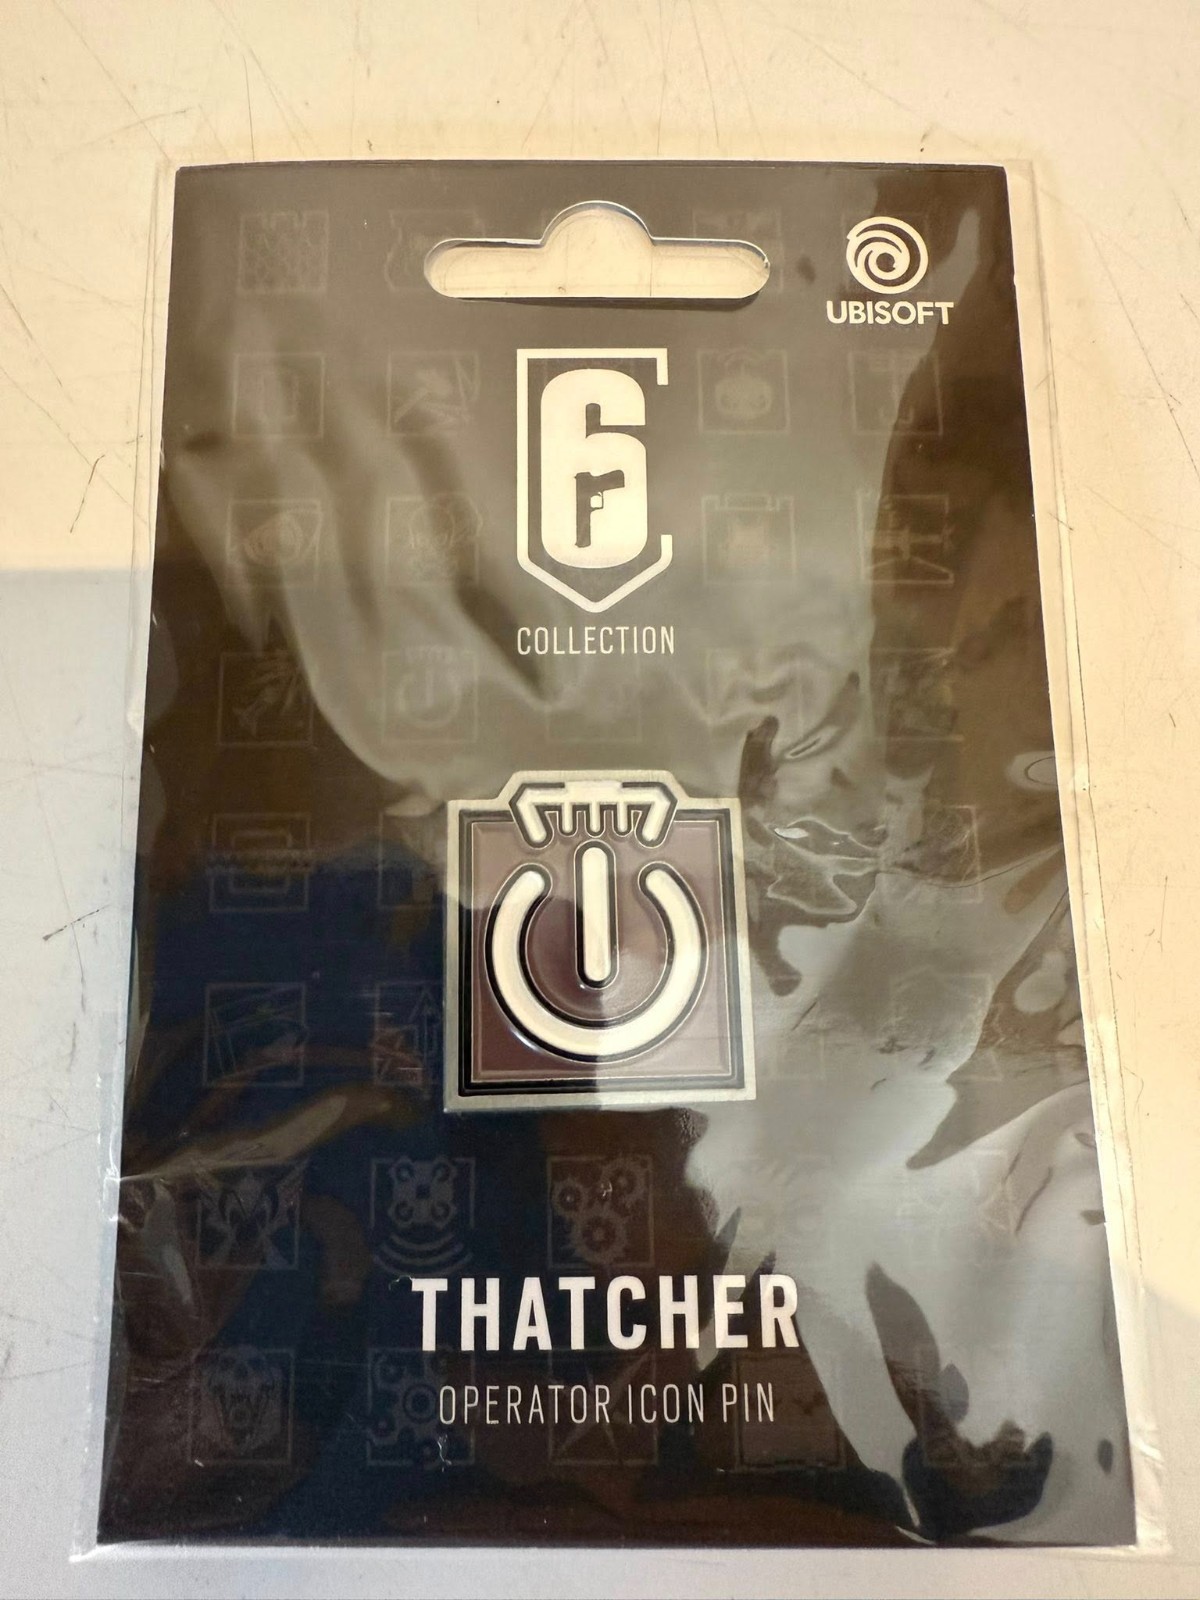 UBISOFT
6
COLLECTION
THATCHER
OPERATOR ICON PIN